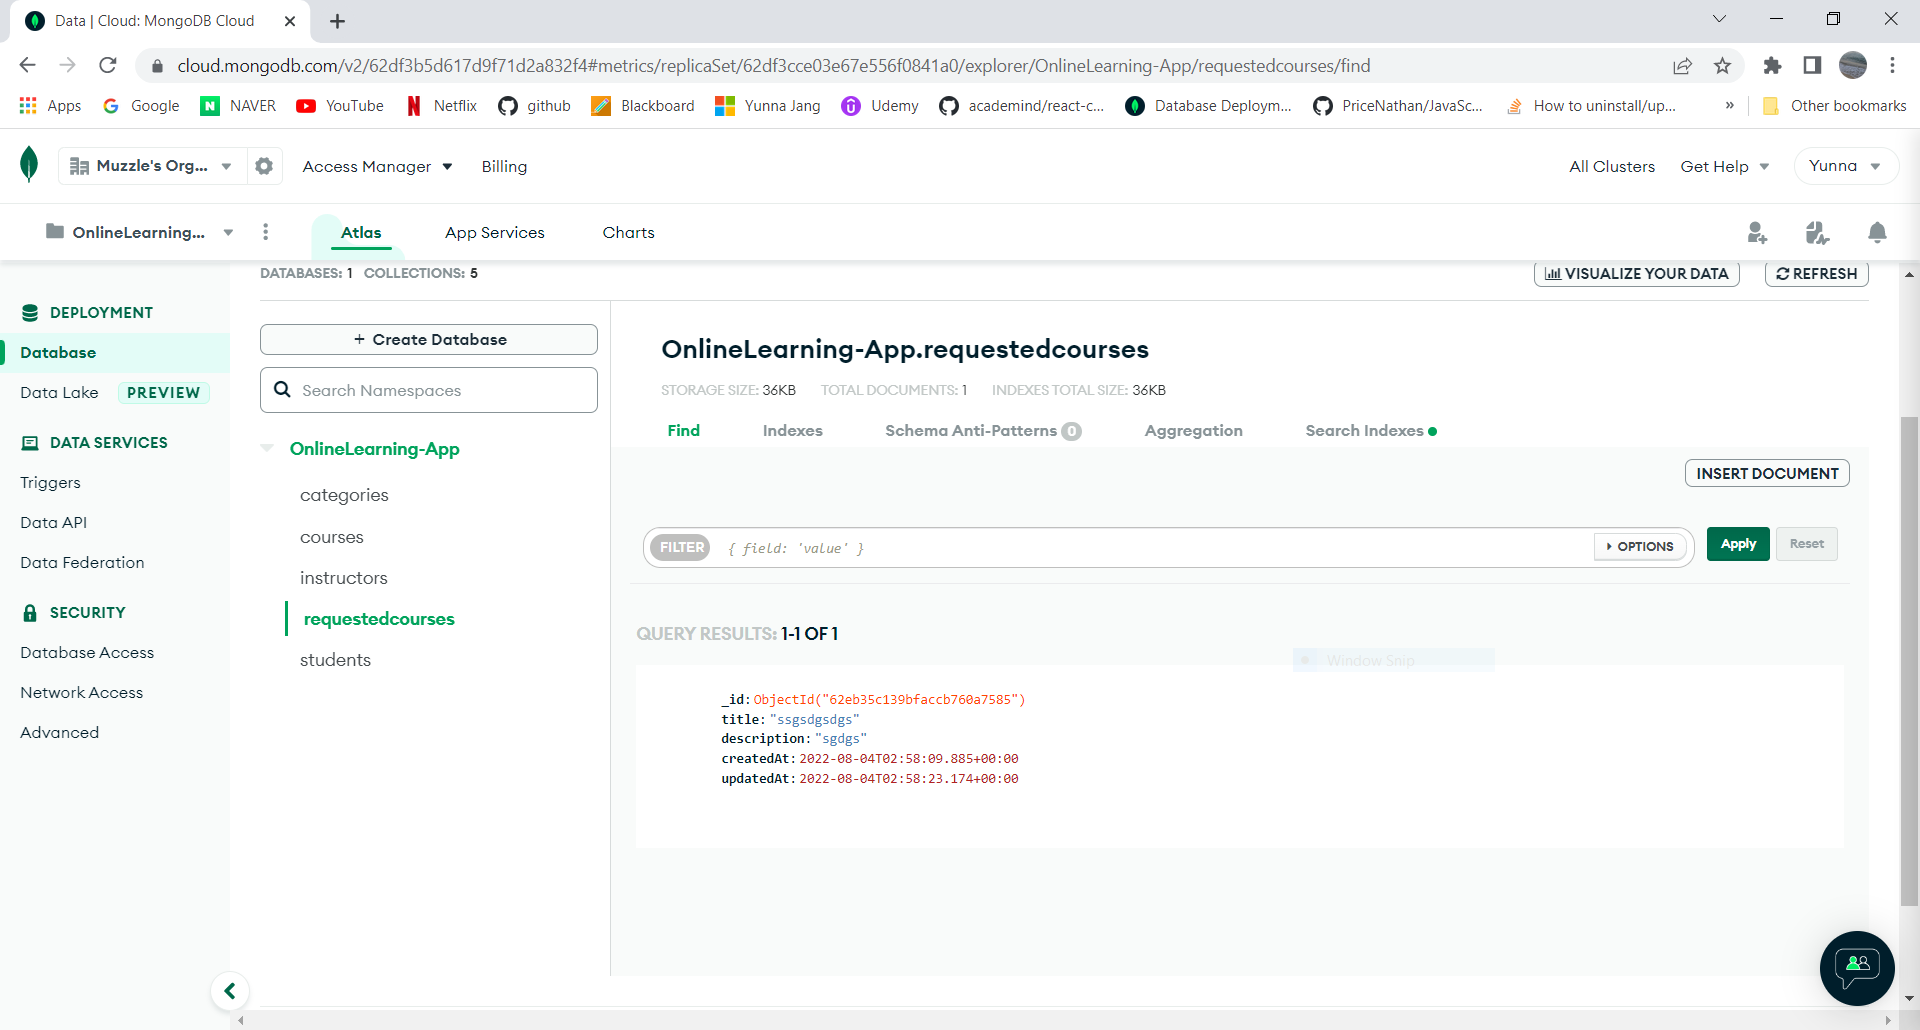 Data | Cloud: MongoDB Cloud
cloud.mongodb.com/v2/62df3b5d617d9f71d2a832f4#metrics/replicaSet/62df3cce03e67e556f0841a0/explorer/OnlineLearning-App/requestedcourses/find
Apps Google NAVER YouTube Netflix github Blackboard Yunna Jang Udemy academind/react-c... Database Deploym... PriceNathan/JavaSc... How to uninstall/up... » Other bookmarks
Muzzle's Org... Access Manager Billing All Clusters Get Help Yunna
OnlineLearning... Atlas App Services Charts
DATABASES: 1 COLLECTIONS: 5 VISUALIZE YOUR DATA REFRESH
DEPLOYMENT
Database
Data Lake PREVIEW
DATA SERVICES
Triggers
Data API
Data Federation
SECURITY
Database Access
Network Access
Advanced
+ Create Database
Search Namespaces
OnlineLearning-App
categories
courses
instructors
requestedcourses
students
OnlineLearning-App.requestedcourses
STORAGE SIZE: 36KB TOTAL DOCUMENTS: 1 INDEXES TOTAL SIZE: 36KB
Find Indexes Schema Anti-Patterns 0 Aggregation Search Indexes
INSERT DOCUMENT
FILTER { field: 'value' } OPTIONS Apply Reset
QUERY RESULTS: 1-1 OF 1
Window Snip
_id: ObjectId("62eb35c139bfaccb760a7585")
title: "ssgsdgsdgs"
description: "sgdgs"
createdAt: 2022-08-04T02:58:09.885+00:00
updatedAt: 2022-08-04T02:58:23.174+00:00